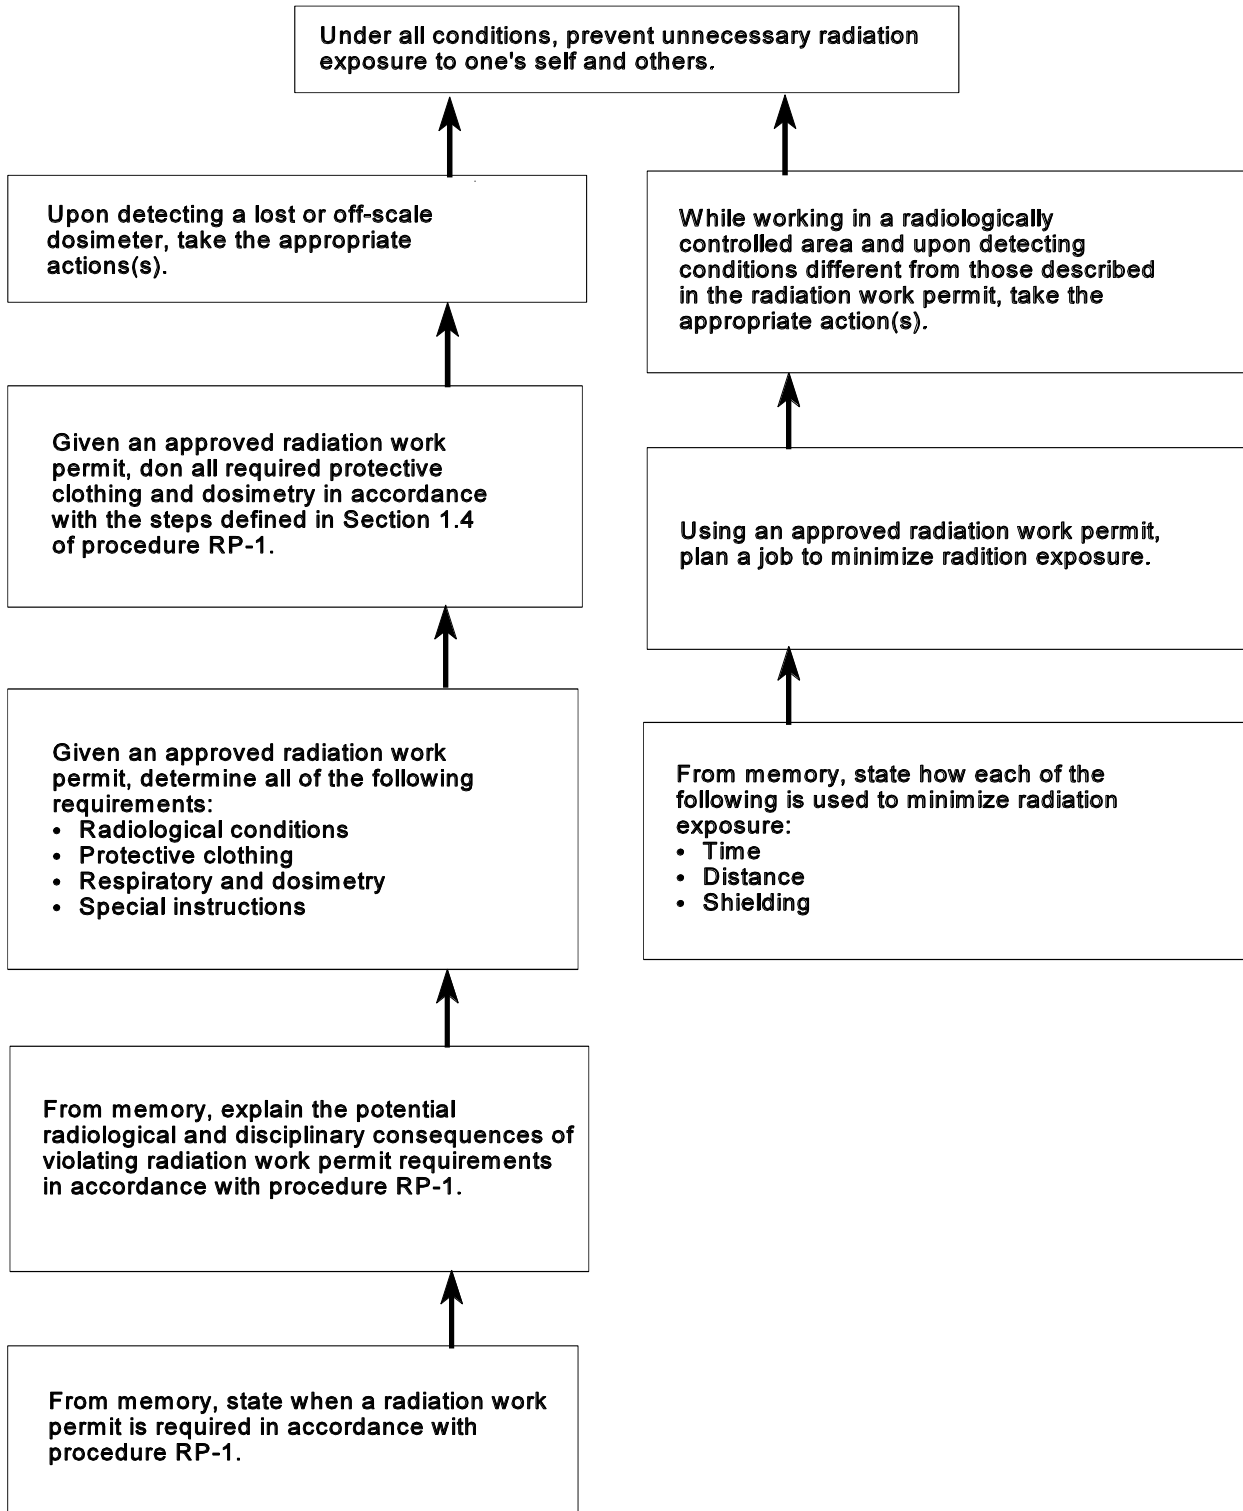 Under all conditions, prevent unnecessary radiation
exposure to one's self and others.
Upon detecting a lost or off-scale
dosimeter, take the appropriate
actions(s).
While working in a radiologically
controlled area and upon detecting
conditions different from those described
in the radiation work permit, take the
appropriate action(s).
Given an approved radiation work
permit, don all required protective
clothing and dosimetry in accordance
with the steps defined in Section 1.4
of procedure RP-1.
Using an approved radiation work permit,
plan a job to minimize radition exposure.
Given an approved radiation work
permit, determine all of the following
requirements:
• Radiological conditions
• Protective clothing
• Respiratory and dosimetry
• Special instructions
From memory, state how each of the
following is used to minimize radiation
exposure:
• Time
• Distance
• Shielding
From memory, explain the potential
radiological and disciplinary consequences of
violating radiation work permit requirements
in accordance with procedure RP-1.
From memory, state when a radiation work
permit is required in accordance with
procedure RP-1.